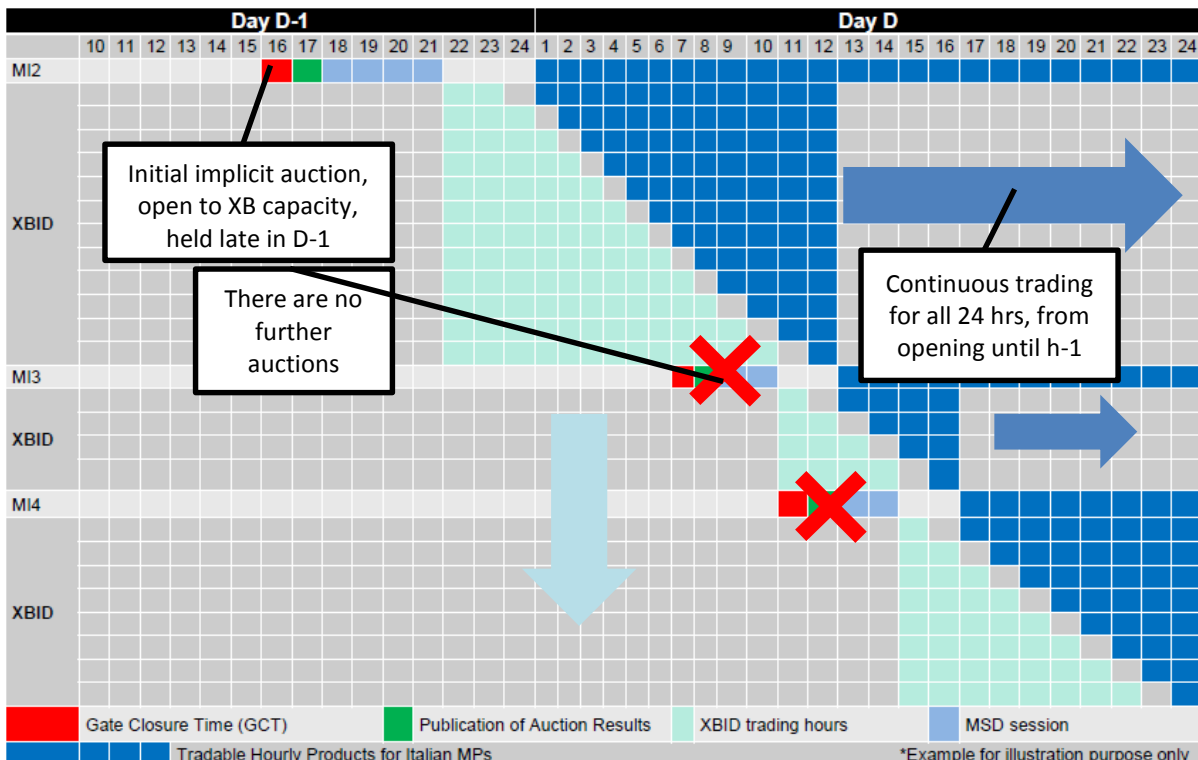 Day D-1 Day D
10 11 12 13 14 15 16 17 18 19 20 21 22 23 24 1 2 3 4 5 6 7 8 9 10 11 12 13 14 15 16 17 18 19 20 21 22 23 24
MI2
Initial implicit auction,
open to XB capacity,
held late in D-1
XBID
There are no
further
auctions
Continuous trading
for all 24 hrs, from
opening until h-1
MI3
XBID
MI4
XBID
Gate Closure Time (GCT) Publication of Auction Results XBID trading hours MSD session
Tradable Hourly Products for Italian MPs *Example for illustration purpose only